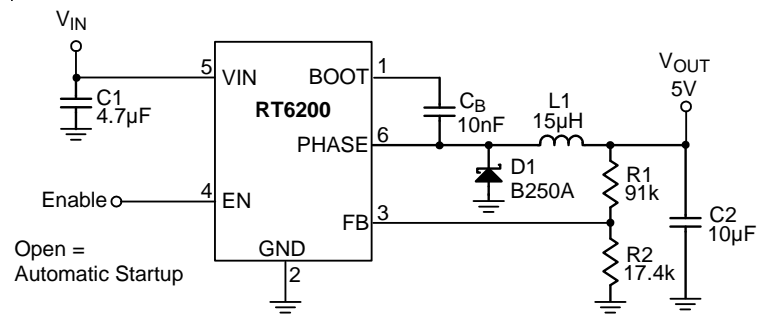 VIN
5
VIN
C1
4.7µF
RT6200
BOOT
1
CB
10nF
PHASE
6
L1
15µH
VOUT
5V
D1
B250A
R1
91k
C2
10µF
Enable
4
EN
FB
3
R2
17.4k
GND
2
Open =
Automatic Startup